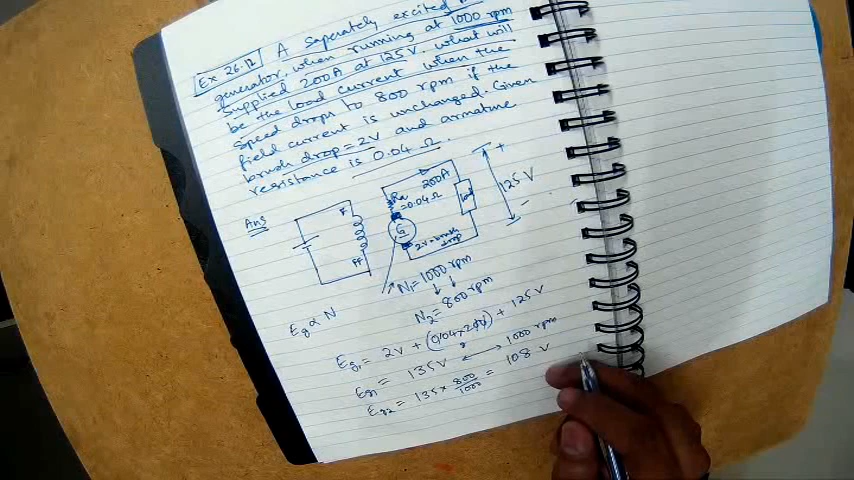 Ex 26.12 A saperately excited
generator, when running at 1000 rpm
supplied 200A at 125V. what will
be the load current when the
speed drops to 800 rpm if the
field current is unchanged. Given
brush drop = 2V and armature
resistance is 0.04 Ω
Ans
F
FF
Ra
= 0.04 Ω
200A
G
load
2V = brush
drop
+
125 V
-
N1 = 1000 rpm
N2 = 800 rpm
Eg ∝ N
Eg1 = 2V + (0.04 × 200) + 125 V
8
Eg1 = 135 V ⟷ 1000 rpm
Eg2 = 135 × 800/1000 = 108 V